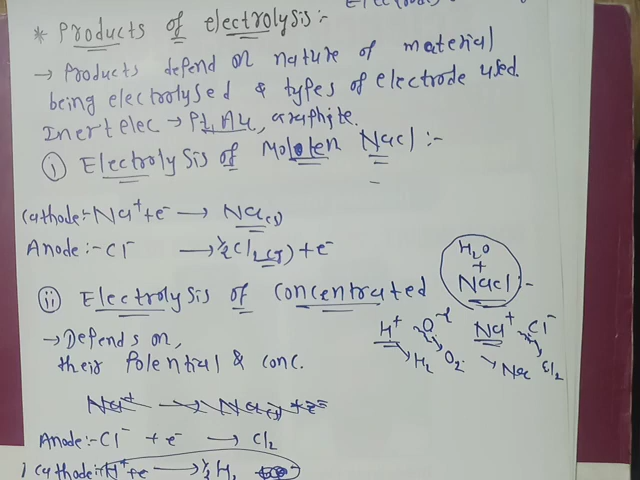 * Products of electrolysis:-
→ Products depend on nature of material
being electrolysed & types of electrode used.
Inert elec → Pt, Au, Graphite.
(i) Electrolysis of Molten NaCl :-
Cathode:- Na⁺ + e⁻ → Na(s)
Anode:- Cl⁻ → ½Cl₂(g) + e⁻
H₂O
+
(ii) Electrolysis of Concentrated NaCl:-
→ Depends on,
their Potential & conc.
H⁺ O⁻² Na⁺ Cl⁻
→ H₂ → O₂ → Na → Cl₂
Na⁺ → Na(s) + e⁻
Anode:- Cl⁻ + e⁻ → Cl₂
Cathode:- H⁺ + e → ½H₂